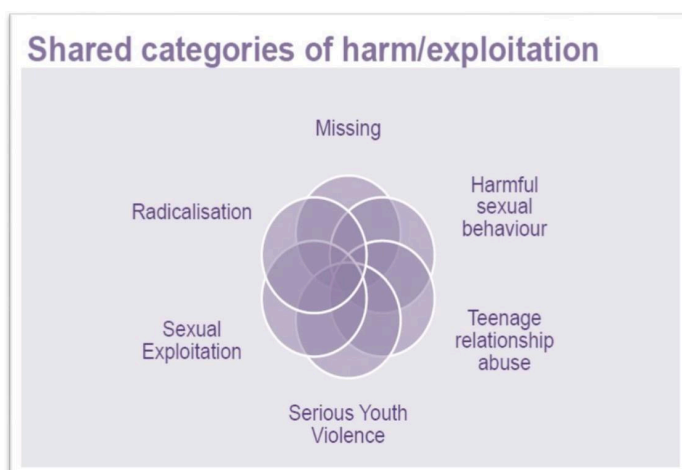 Shared categories of harm/exploitation
Missing
Radicalisation
Harmful
sexual
behaviour
Sexual
Exploitation
Teenage
relationship
abuse
Serious Youth
Violence